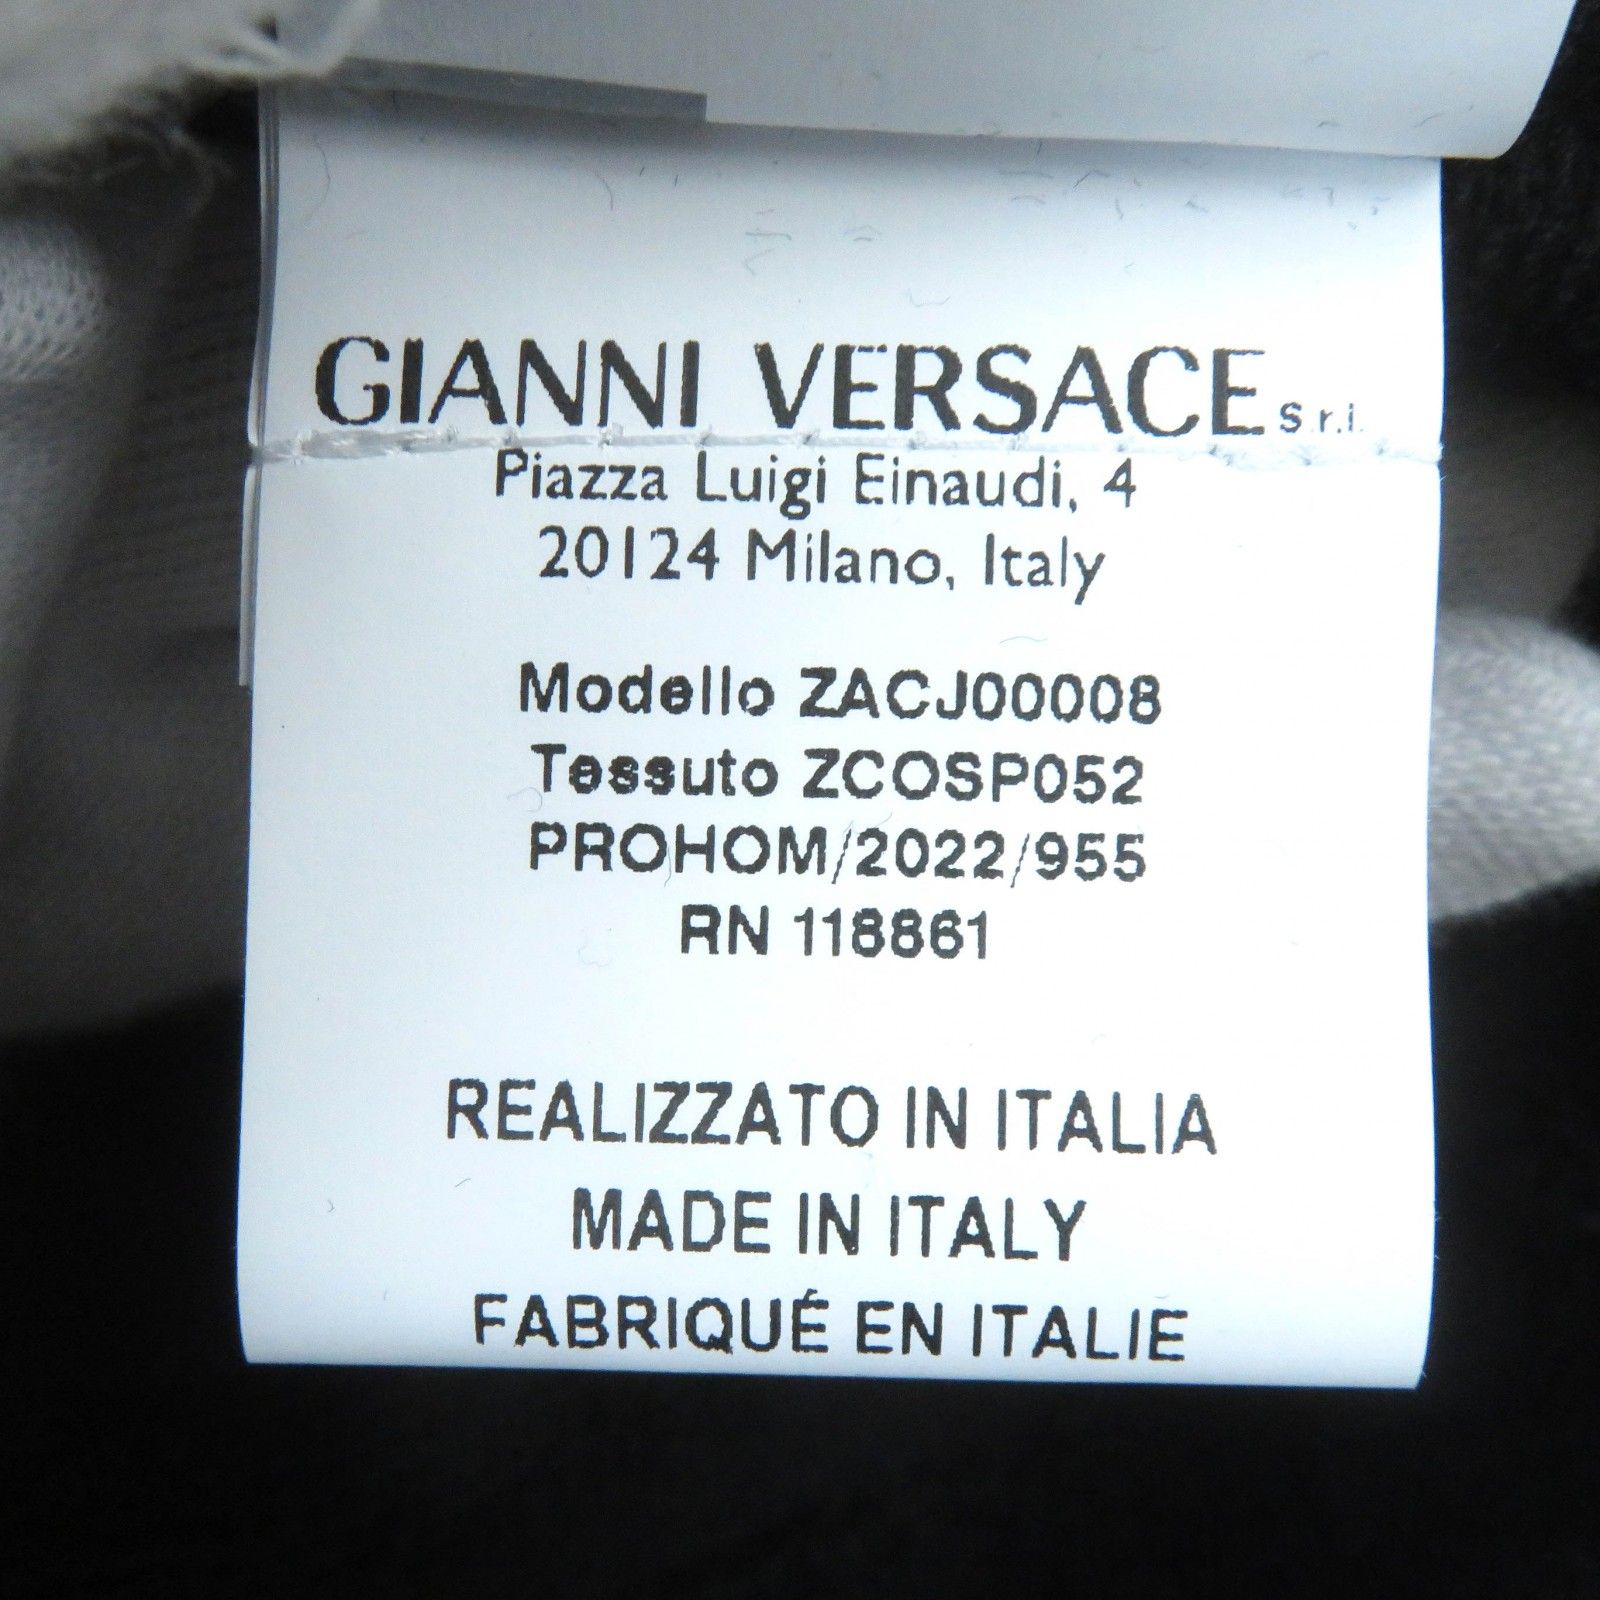 GIANNI VERSACE s.r.l.
Piazza Luigi Einaudi, 4
20124 Milano, Italy
Modello ZACJ00008
Tessuto ZCOSP052
PROHOM/2022/955
RN 118861
REALIZZATO IN ITALIA
MADE IN ITALY
FABRIQUÉ EN ITALIE